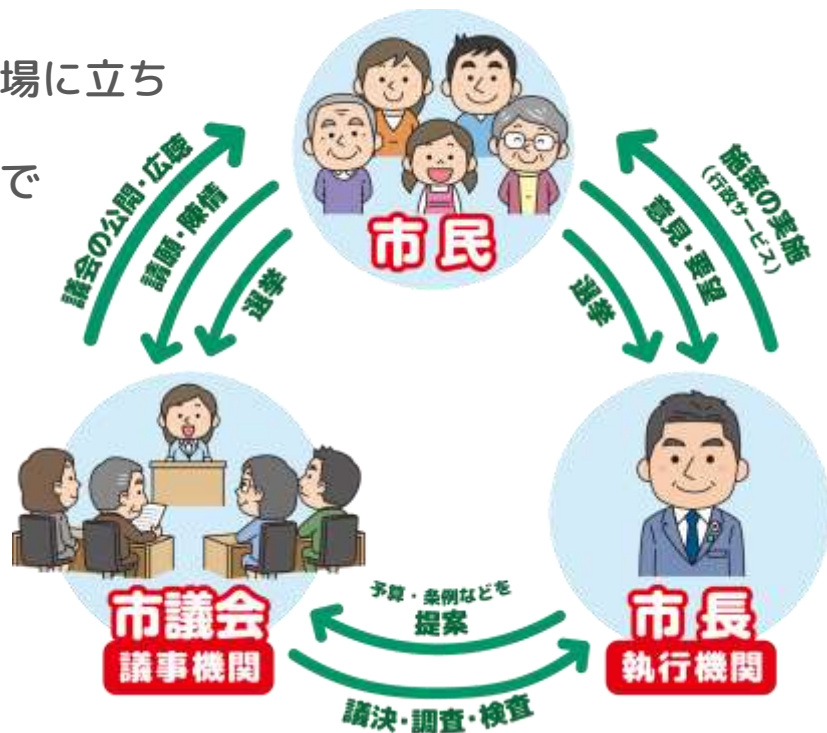 場に立ち
で
市民
議会の公開・広聴
請願・陳情
選挙
選挙
意見・要望
施策の実施
(行政サービス)
市議会
議事機関
予算・条例などを
提案
議決・調査・検査
市長
執行機関